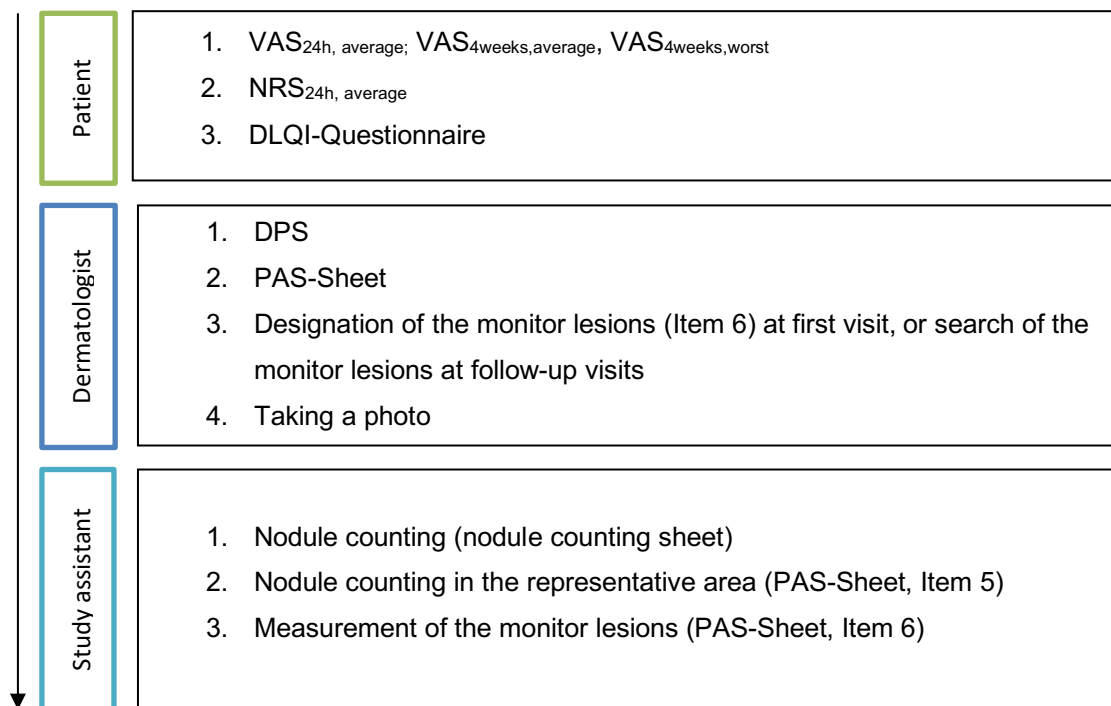 Patient
1. VAS24h, average; VAS4weeks,average, VAS4weeks,worst
2. NRS24h, average
3. DLQI-Questionnaire
Dermatologist
1. DPS
2. PAS-Sheet
3. Designation of the monitor lesions (Item 6) at first visit, or search of the
monitor lesions at follow-up visits
4. Taking a photo
Study assistant
1. Nodule counting (nodule counting sheet)
2. Nodule counting in the representative area (PAS-Sheet, Item 5)
3. Measurement of the monitor lesions (PAS-Sheet, Item 6)